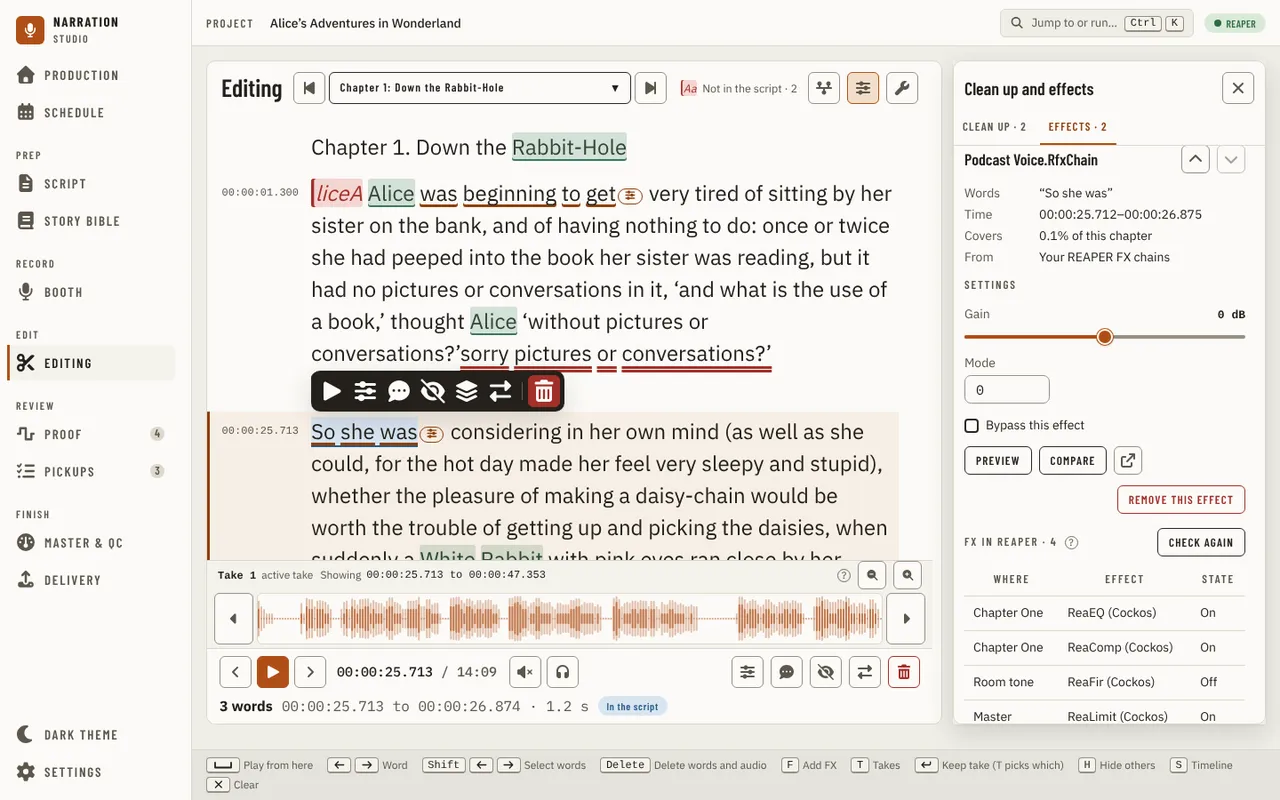 NARRATION
STUDIO
PRODUCTION
SCHEDULE
PREP
SCRIPT
STORY BIBLE
RECORD
BOOTH
EDIT
EDITING
REVIEW
PROOF 4
PICKUPS 3
FINISH
MASTER & QC
DELIVERY
DARK THEME
SETTINGS
PROJECT Alice's Adventures in Wonderland
Jump to or run... Ctrl K
REAPER
Editing
Chapter 1: Down the Rabbit-Hole
Aa Not in the script · 2
Chapter 1. Down the Rabbit-Hole
00:00:01.300 liceA Alice was beginning to get very tired of sitting by her
sister on the bank, and of having nothing to do: once or twice
she had peeped into the book her sister was reading, but it
had no pictures or conversations in it, ‘and what is the use of
a book,’ thought Alice ‘without pictures or
conversations?’sorry pictures or conversations?’
00:00:25.713 So she was considering in her own mind (as well as she
could, for the hot day made her feel very sleepy and stupid),
whether the pleasure of making a daisy-chain would be
worth the trouble of getting up and picking the daisies, when
suddenly a White Rabbit with pink eyes ran close by her
Take 1 active take Showing 00:00:25.713 to 00:00:47.353
00:00:25.713 / 14:09
3 words 00:00:25.713 to 00:00:26.874 · 1.2 s In the script
Clean up and effects
CLEAN UP · 2 EFFECTS · 2
Podcast Voice.RfxChain
Words “So she was”
Time 00:00:25.712–00:00:26.875
Covers 0.1% of this chapter
From Your REAPER FX chains
SETTINGS
Gain 0 dB
Mode
0
Bypass this effect
PREVIEW COMPARE
REMOVE THIS EFFECT
FX IN REAPER · 4 ? CHECK AGAIN
WHERE EFFECT STATE
Chapter One ReaEQ (Cockos) On
Chapter One ReaComp (Cockos) On
Room tone ReaFir (Cockos) Off
Master ReaLimit (Cockos) On
Play from here ← → Word Shift ← → Select words Delete Delete words and audio F Add FX T Takes ↵ Keep take (T picks which) H Hide others S Timeline
✕ Clear